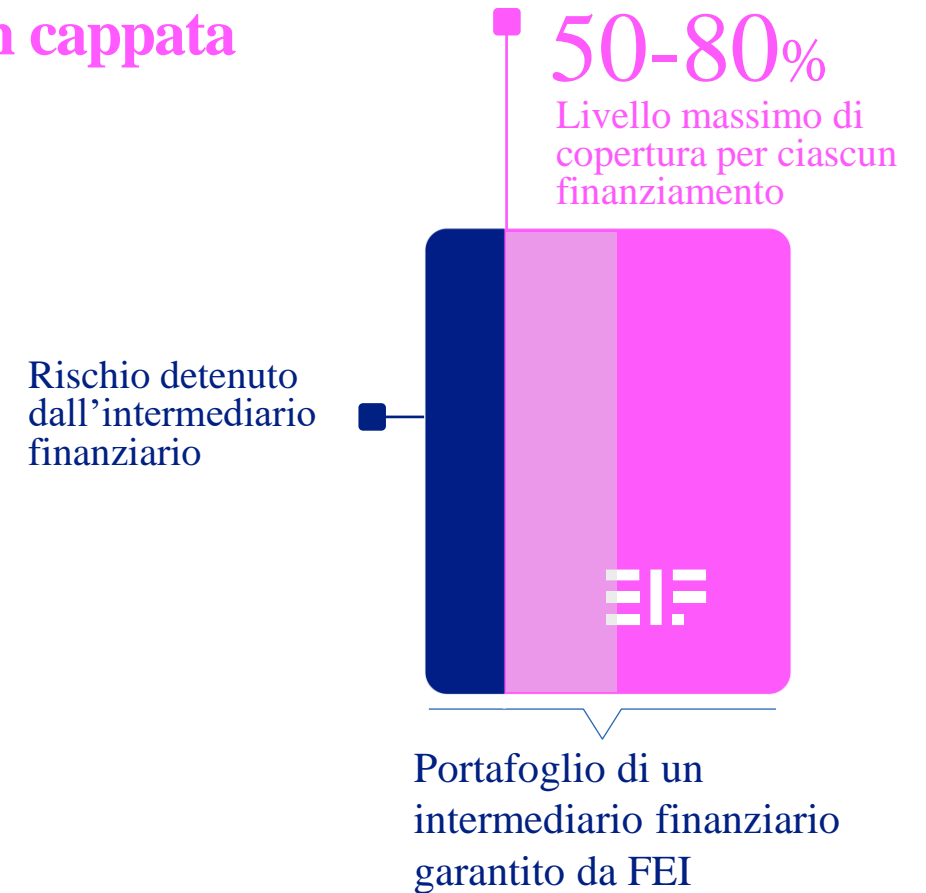 n cappata
50-80%
Livello massimo di
copertura per ciascun
finanziamento
Rischio detenuto
dall’intermediario
finanziario
EIF
Portafoglio di un
intermediario finanziario
garantito da FEI